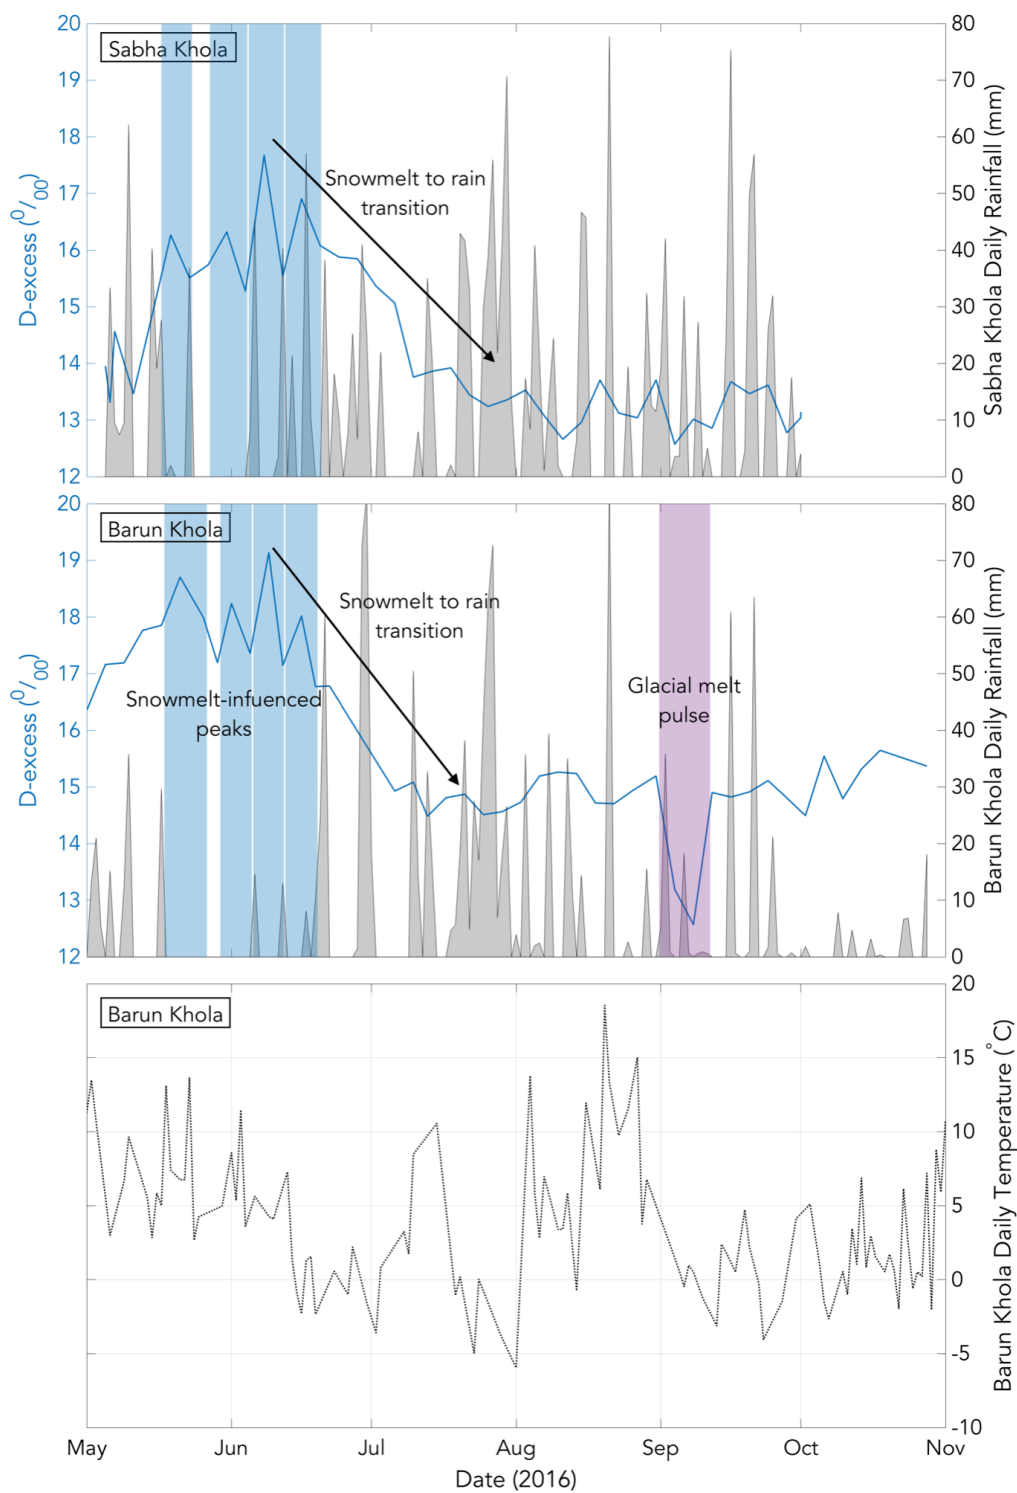 20
19
18
17
16
15
14
13
12
D-excess (0/00)
Sabha Khola
Snowmelt to rain
transition
80
70
60
50
40
30
20
10
0
Sabha Khola Daily Rainfall (mm)
20
19
18
17
16
15
14
13
12
D-excess (0/00)
Barun Khola
Snowmelt to rain
transition
Snowmelt-infuenced
peaks
Glacial melt
pulse
80
70
60
50
40
30
20
10
0
Barun Khola Daily Rainfall (mm)
Barun Khola
20
15
10
5
0
-5
-10
Barun Khola Daily Temperature (°C)
May Jun Jul Aug Sep Oct Nov
Date (2016)